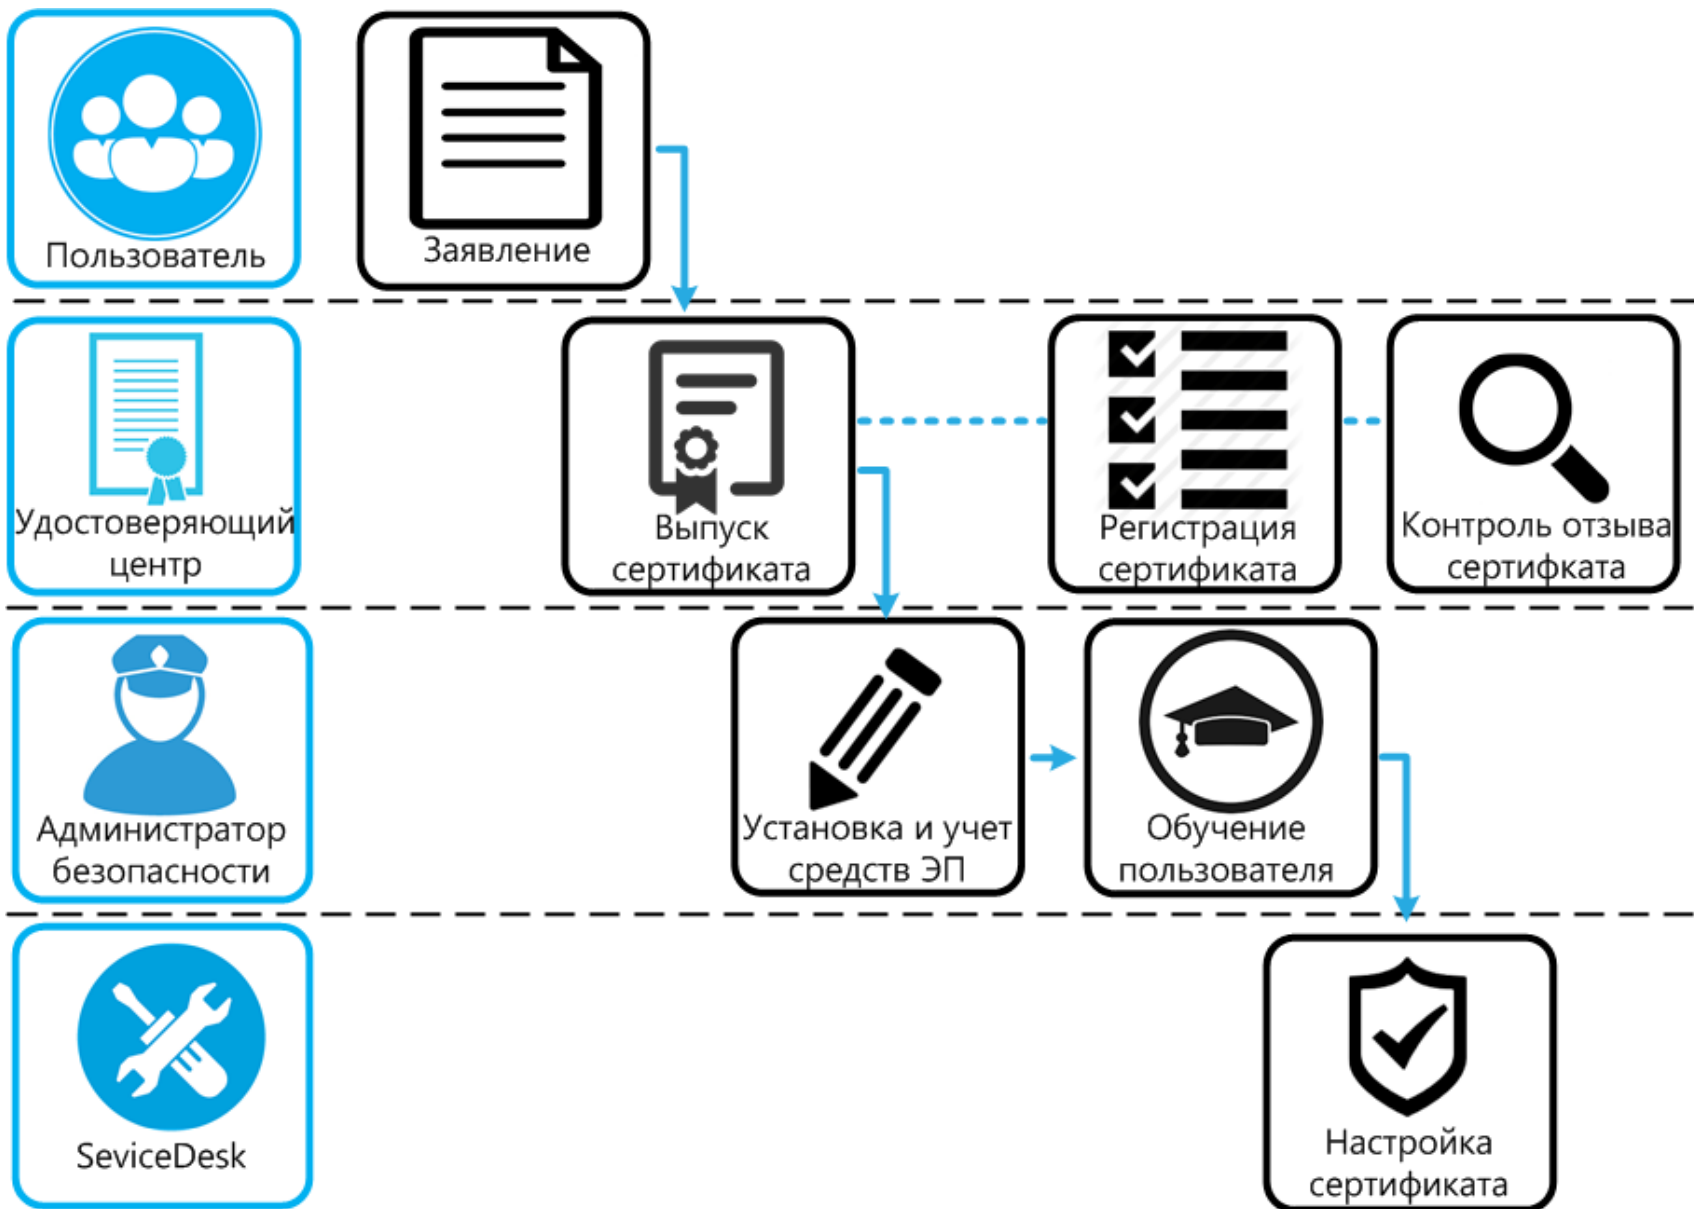 Пользователь
Заявление
Удостоверяющий
центр
Выпуск
сертификата
Регистрация
сертификата
Контроль отзыва
сертифката
Администратор
безопасности
Установка и учет
средств ЭП
Обучение
пользователя
SeviceDesk
Настройка
сертификата